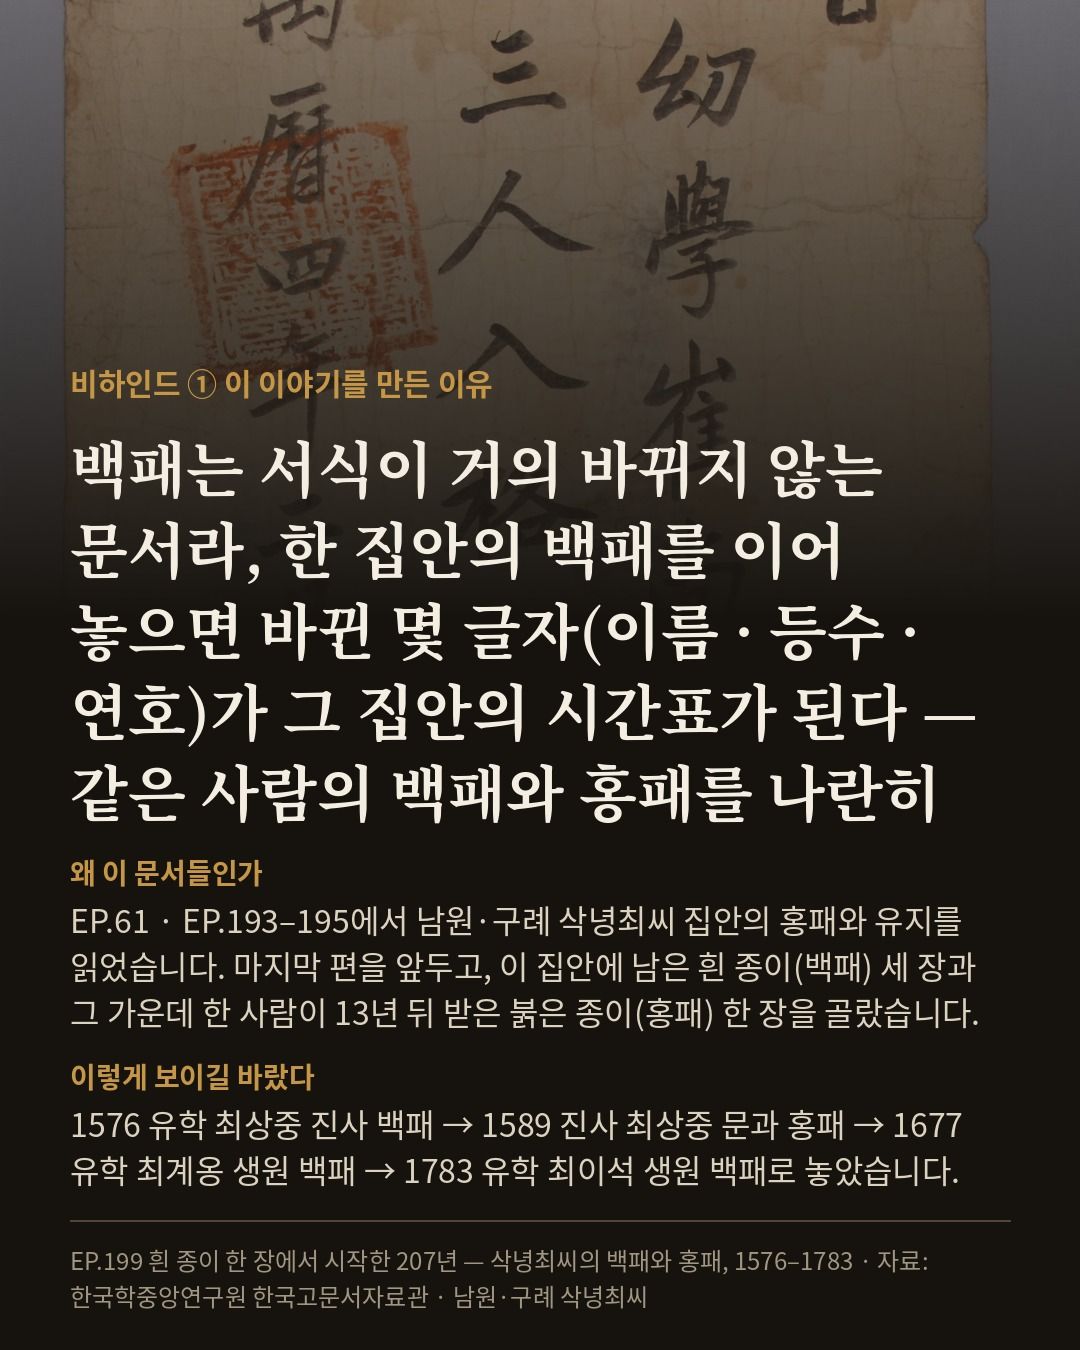 幼學崔
三人入格
萬曆四年二
비하인드 ① 이 이야기를 만든 이유
백패는 서식이 거의 바뀌지 않는
문서라, 한 집안의 백패를 이어
놓으면 바뀐 몇 글자(이름 · 등수 ·
연호)가 그 집안의 시간표가 된다 —
같은 사람의 백패와 홍패를 나란히
왜 이 문서들인가
EP.61 · EP.193–195에서 남원·구례 삭녕최씨 집안의 홍패와 유지를
읽었습니다. 마지막 편을 앞두고, 이 집안에 남은 흰 종이(백패) 세 장과
그 가운데 한 사람이 13년 뒤 받은 붉은 종이(홍패) 한 장을 골랐습니다.
이렇게 보이길 바랐다
1576 유학 최상중 진사 백패 → 1589 진사 최상중 문과 홍패 → 1677
유학 최계옹 생원 백패 → 1783 유학 최이석 생원 백패로 놓았습니다.
EP.199 흰 종이 한 장에서 시작한 207년 — 삭녕최씨의 백패와 홍패, 1576–1783 · 자료:
한국학중앙연구원 한국고문서자료관 · 남원·구례 삭녕최씨